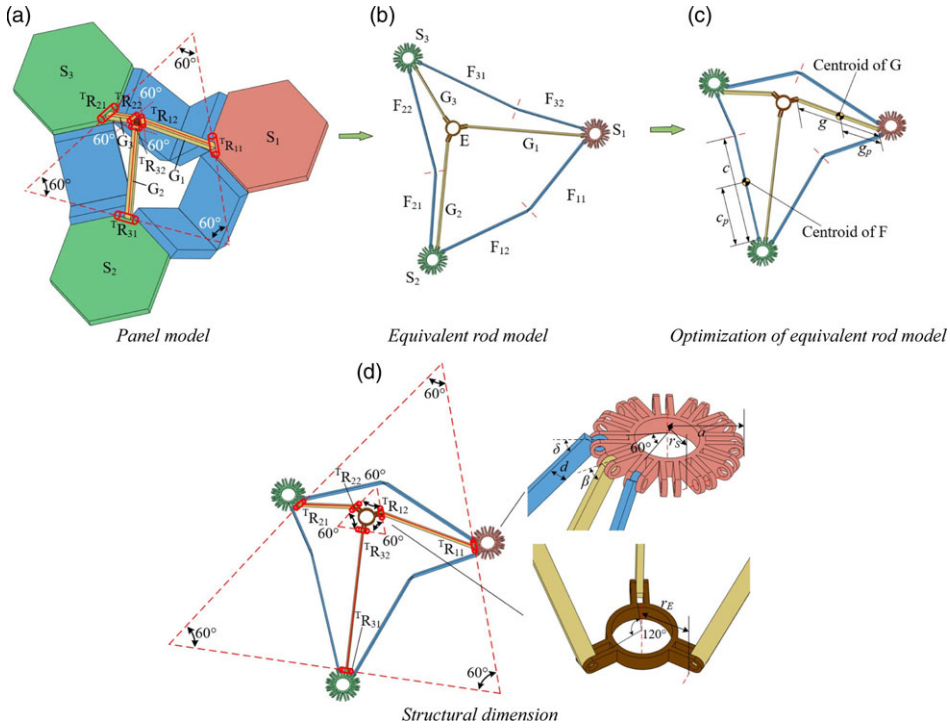 (a)
60°
S₃
ᵀR₂₁
ᵀR₂₂
60°
ᵀR₁₂
60°
G₃
60°
ᵀR₃₂
G₁
ᵀR₁₁
S₁
60°
G₂
ᵀR₃₁
60°
S₂
Panel model
(b)
S₃
F₃₁
F₂₂
G₃
F₃₂
S₁
E
G₁
F₂₁
G₂
F₁₁
F₁₂
S₂
Equivalent rod model
(c)
Centroid of G
g
gₚ
c
cₚ
Centroid of F
Optimization of equivalent rod model
(d)
60°
ᵀR₂₂
60°
ᵀR₂₁
ᵀR₁₂
60°
60°
ᵀR₃₂
ᵀR₁₁
ᵀR₃₁
60°
60°
a
δ
60°
r_S
d
β
r_E
120°
Structural dimension